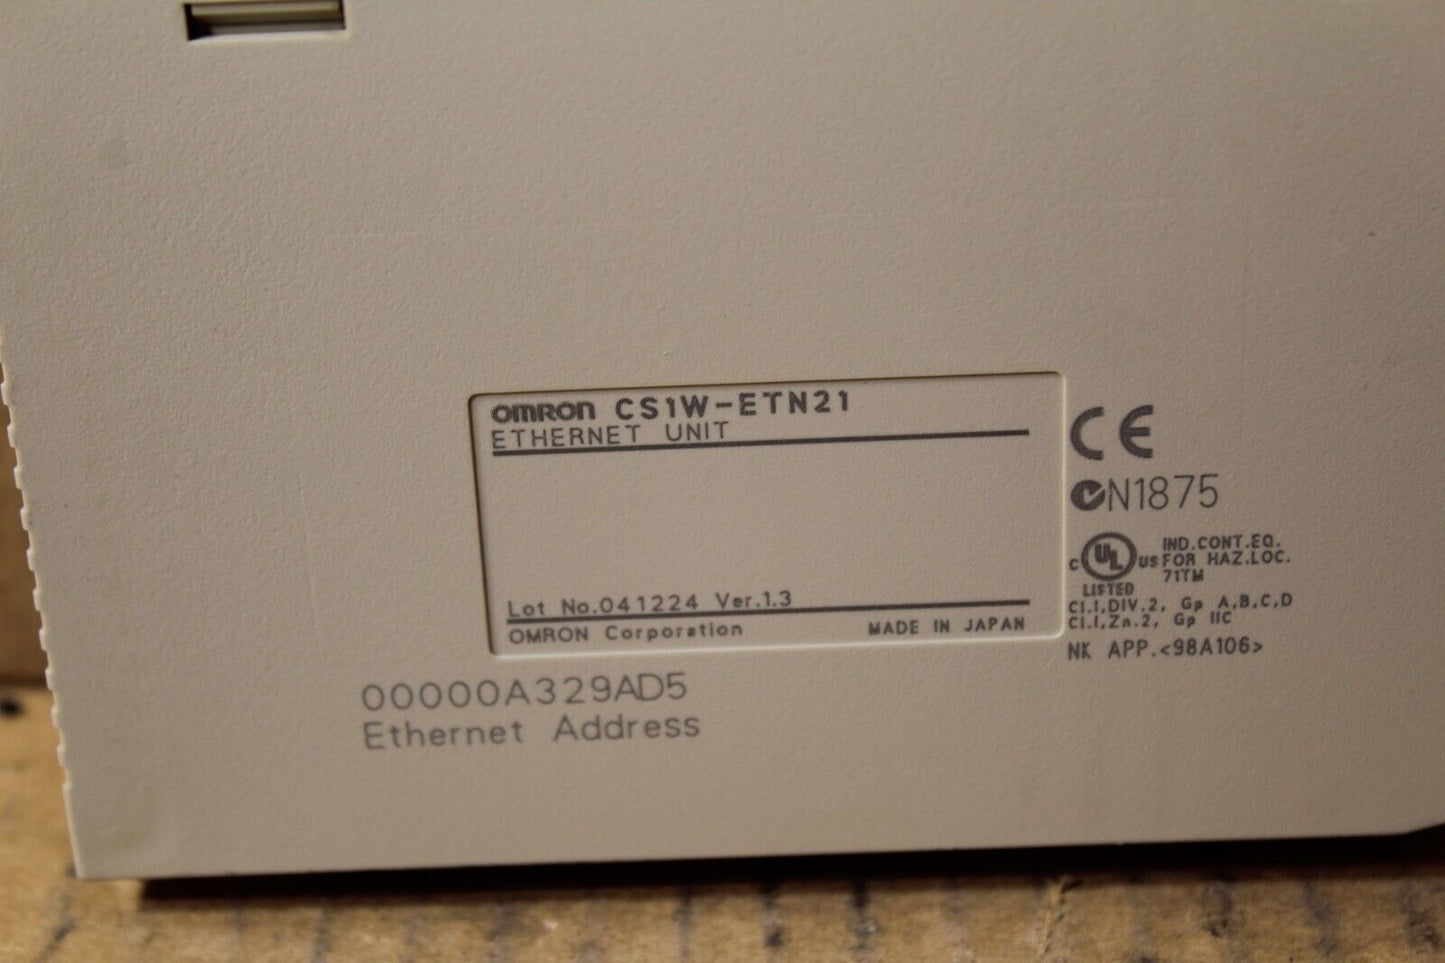 OMRON CS1W-ETN21
ETHERNET UNIT
Lot No.041224 Ver.1.3
OMRON Corporation MADE IN JAPAN
CE
N1875
C UL US IND.CONT.EQ.
FOR HAZ.LOC.
71TM
LISTED
Cl.I,DIV.2, Gp A,B,C,D
Cl.I,Zn.2, Gp IIC
NK APP.<98A106>
00000A329AD5
Ethernet Address